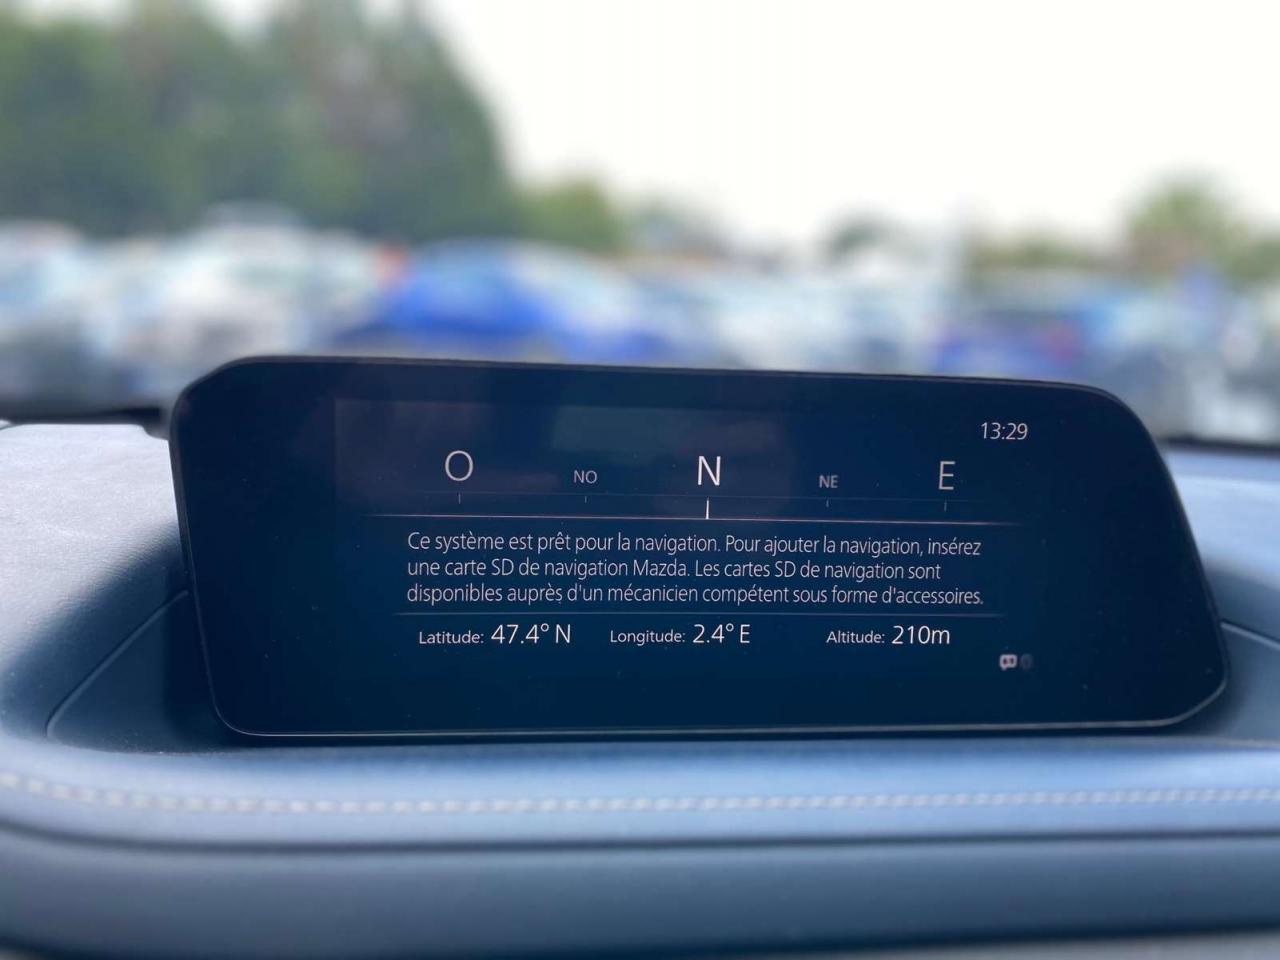 13:29
O NO N NE E
Ce système est prêt pour la navigation. Pour ajouter la navigation, insérez
une carte SD de navigation Mazda. Les cartes SD de navigation sont
disponibles auprès d'un mécanicien compétent sous forme d'accessoires.
Latitude: 47.4° N Longitude: 2.4° E Altitude: 210m